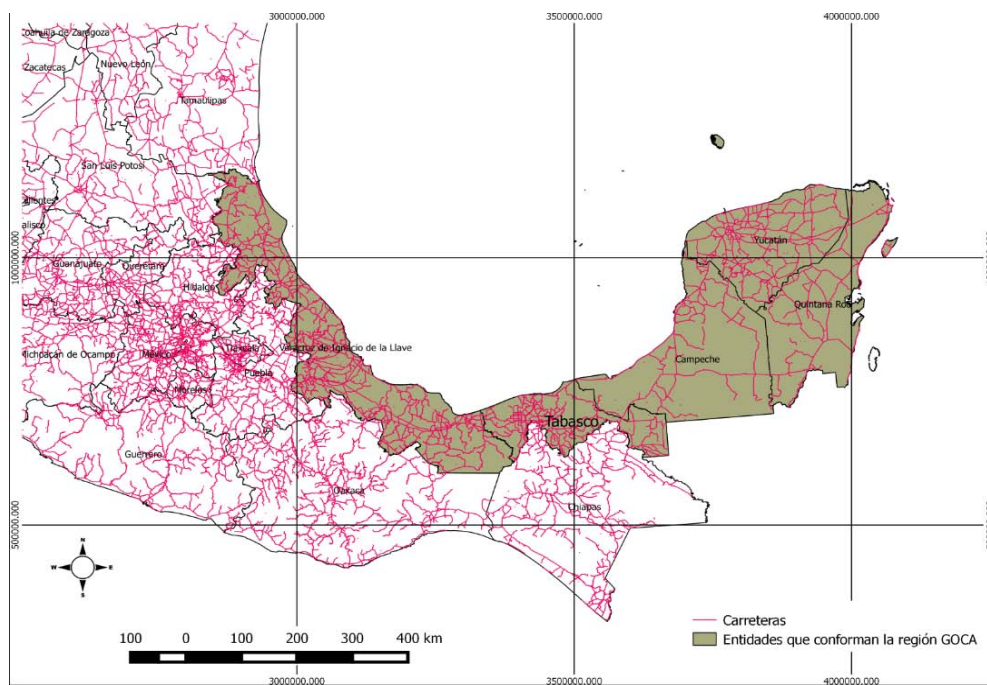 3000000.000 3500000.000 4000000.000
Coahuila de Zaragoza
Nuevo León
Zacatecas
Tamaulipas
San Luis Potosí
1000000.000
Guanajuato
Querétaro
Hidalgo
Yucatán
Quintana Roo
Michoacán de Ocampo
México
Tlaxcala
Veracruz de Ignacio de la Llave
Puebla
Campeche
Morelos
Tabasco
Guerrero
Oaxaca
Chiapas
500000.000
N
W E
S
Carreteras
Entidades que conforman la región GOCA
100 0 100 200 300 400 km
3000000.000 3500000.000 4000000.000